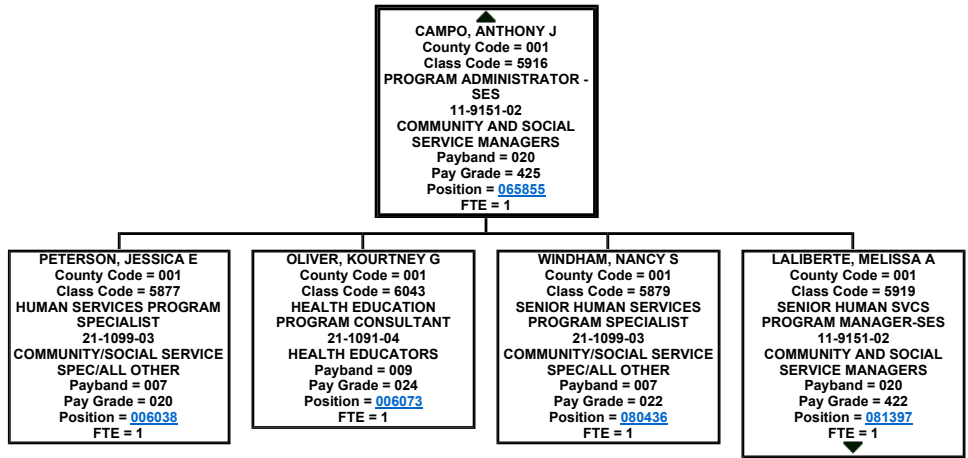 CAMPO, ANTHONY J
County Code = 001
Class Code = 5916
PROGRAM ADMINISTRATOR -
SES
11-9151-02
COMMUNITY AND SOCIAL
SERVICE MANAGERS
Payband = 020
Pay Grade = 425
Position = 065855
FTE = 1
PETERSON, JESSICA E
County Code = 001
Class Code = 5877
HUMAN SERVICES PROGRAM
SPECIALIST
21-1099-03
COMMUNITY/SOCIAL SERVICE
SPEC/ALL OTHER
Payband = 007
Pay Grade = 020
Position = 006038
FTE = 1
OLIVER, KOURTNEY G
County Code = 001
Class Code = 6043
HEALTH EDUCATION
PROGRAM CONSULTANT
21-1091-04
HEALTH EDUCATORS
Payband = 009
Pay Grade = 024
Position = 006073
FTE = 1
WINDHAM, NANCY S
County Code = 001
Class Code = 5879
SENIOR HUMAN SERVICES
PROGRAM SPECIALIST
21-1099-03
COMMUNITY/SOCIAL SERVICE
SPEC/ALL OTHER
Payband = 007
Pay Grade = 022
Position = 080436
FTE = 1
LALIBERTE, MELISSA A
County Code = 001
Class Code = 5919
SENIOR HUMAN SVCS
PROGRAM MANAGER-SES
11-9151-02
COMMUNITY AND SOCIAL
SERVICE MANAGERS
Payband = 020
Pay Grade = 422
Position = 081397
FTE = 1